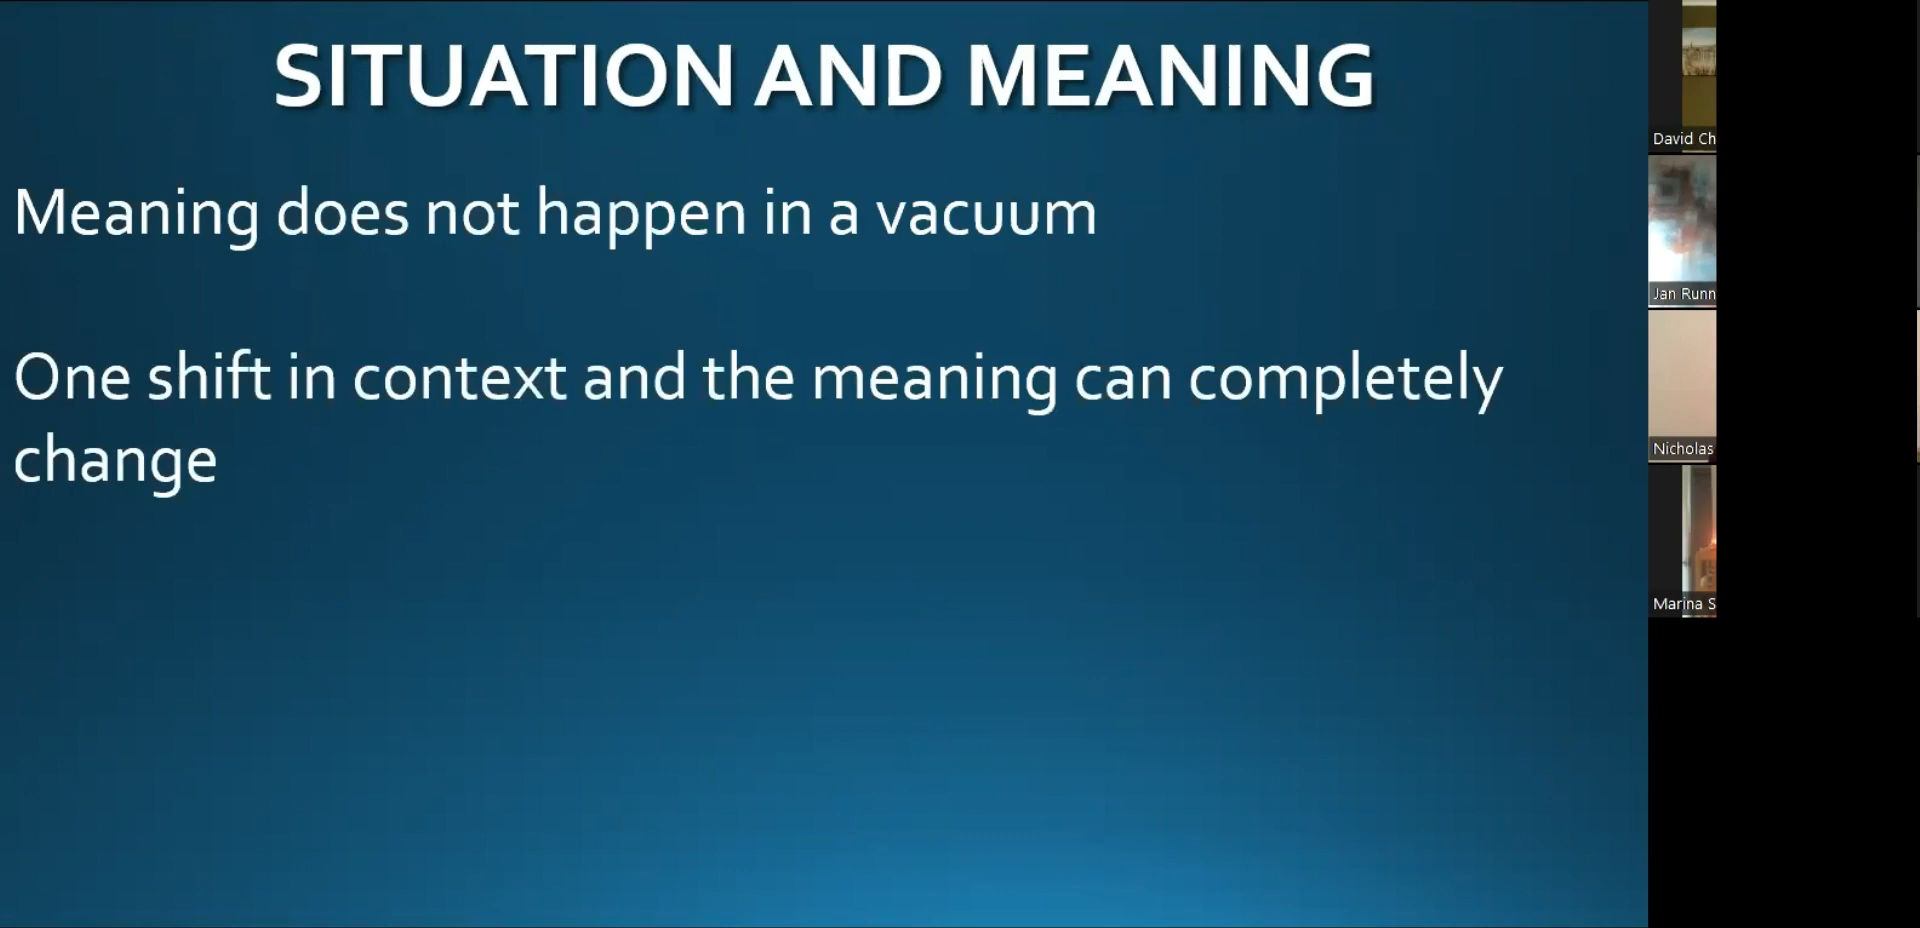 SITUATION AND MEANING
Meaning does not happen in a vacuum
One shift in context and the meaning can completely
change
David Ch
Jan Runn
Nicholas
Marina S